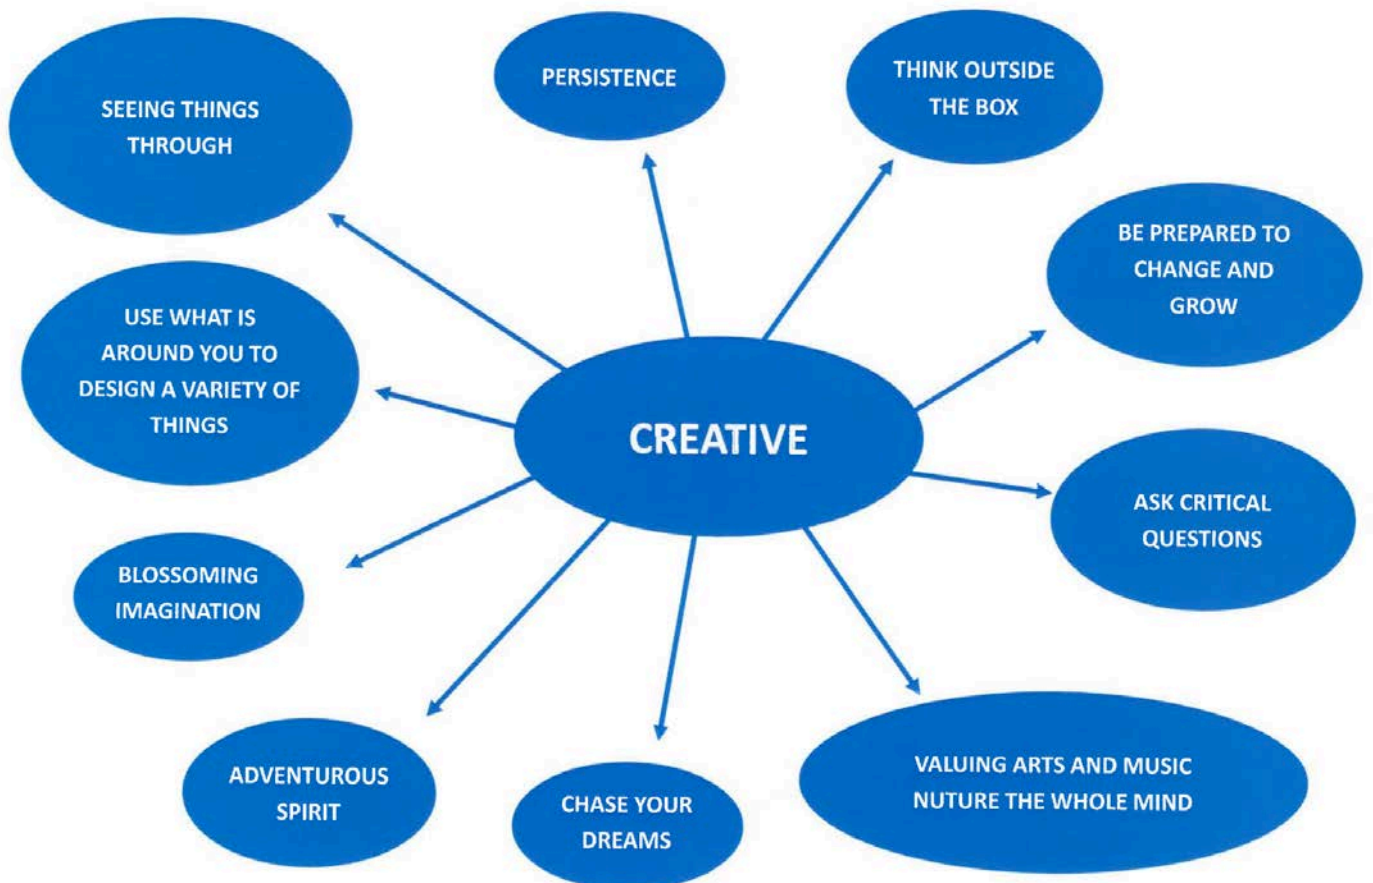 SEEING THINGS
THROUGH
PERSISTENCE
THINK OUTSIDE
THE BOX
BE PREPARED TO
CHANGE AND
GROW
USE WHAT IS
AROUND YOU TO
DESIGN A VARIETY OF
THINGS
CREATIVE
ASK CRITICAL
QUESTIONS
BLOSSOMING
IMAGINATION
ADVENTUROUS
SPIRIT
CHASE YOUR
DREAMS
VALUING ARTS AND MUSIC
NUTURE THE WHOLE MIND